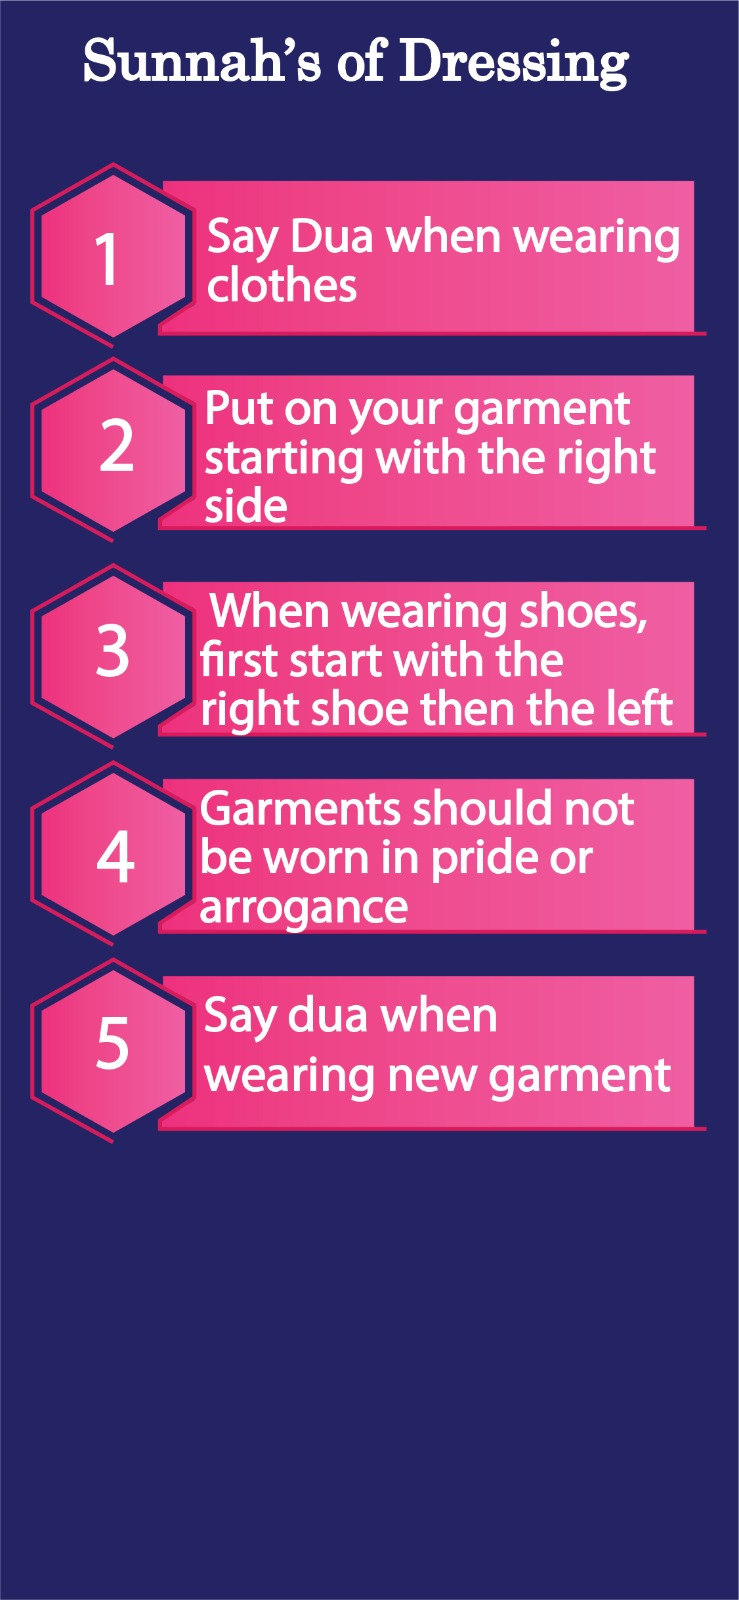 Sunnah’s of Dressing
1
Say Dua when wearing
clothes
2
Put on your garment
starting with the right
side
3
When wearing shoes,
first start with the
right shoe then the left
4
Garments should not
be worn in pride or
arrogance
5
Say dua when
wearing new garment